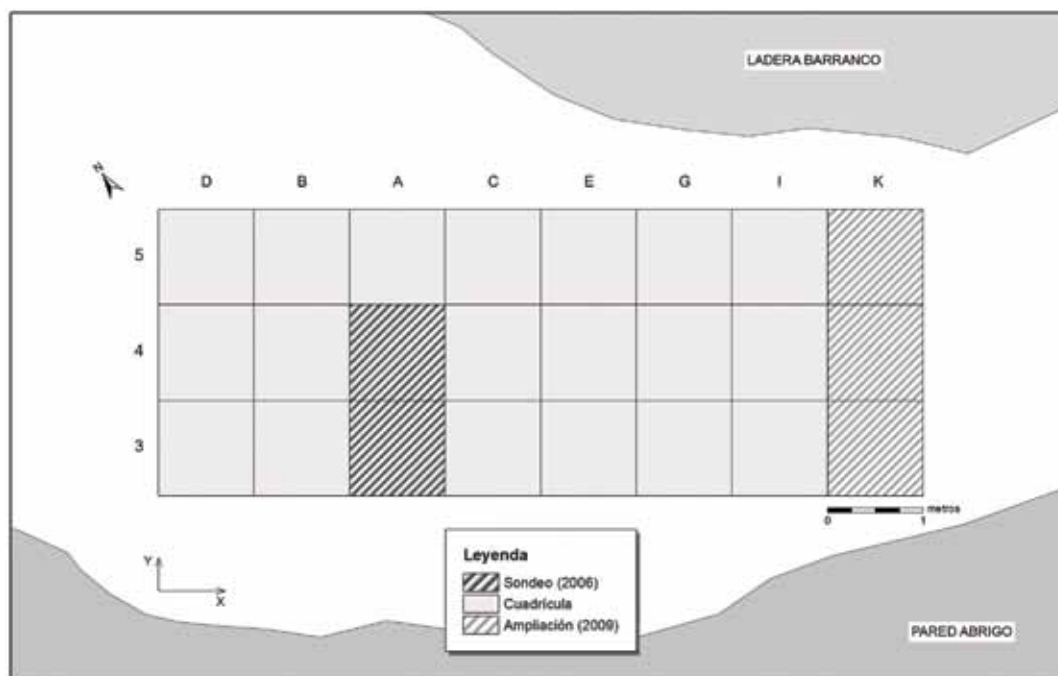 LADERA BARRANCO
N
D B A C E G I K
5
4
3
0 1 metros
Y
X
Leyenda
Sondeo (2006)
Cuadrícula
Ampliación (2009)
PARED ABRIGO